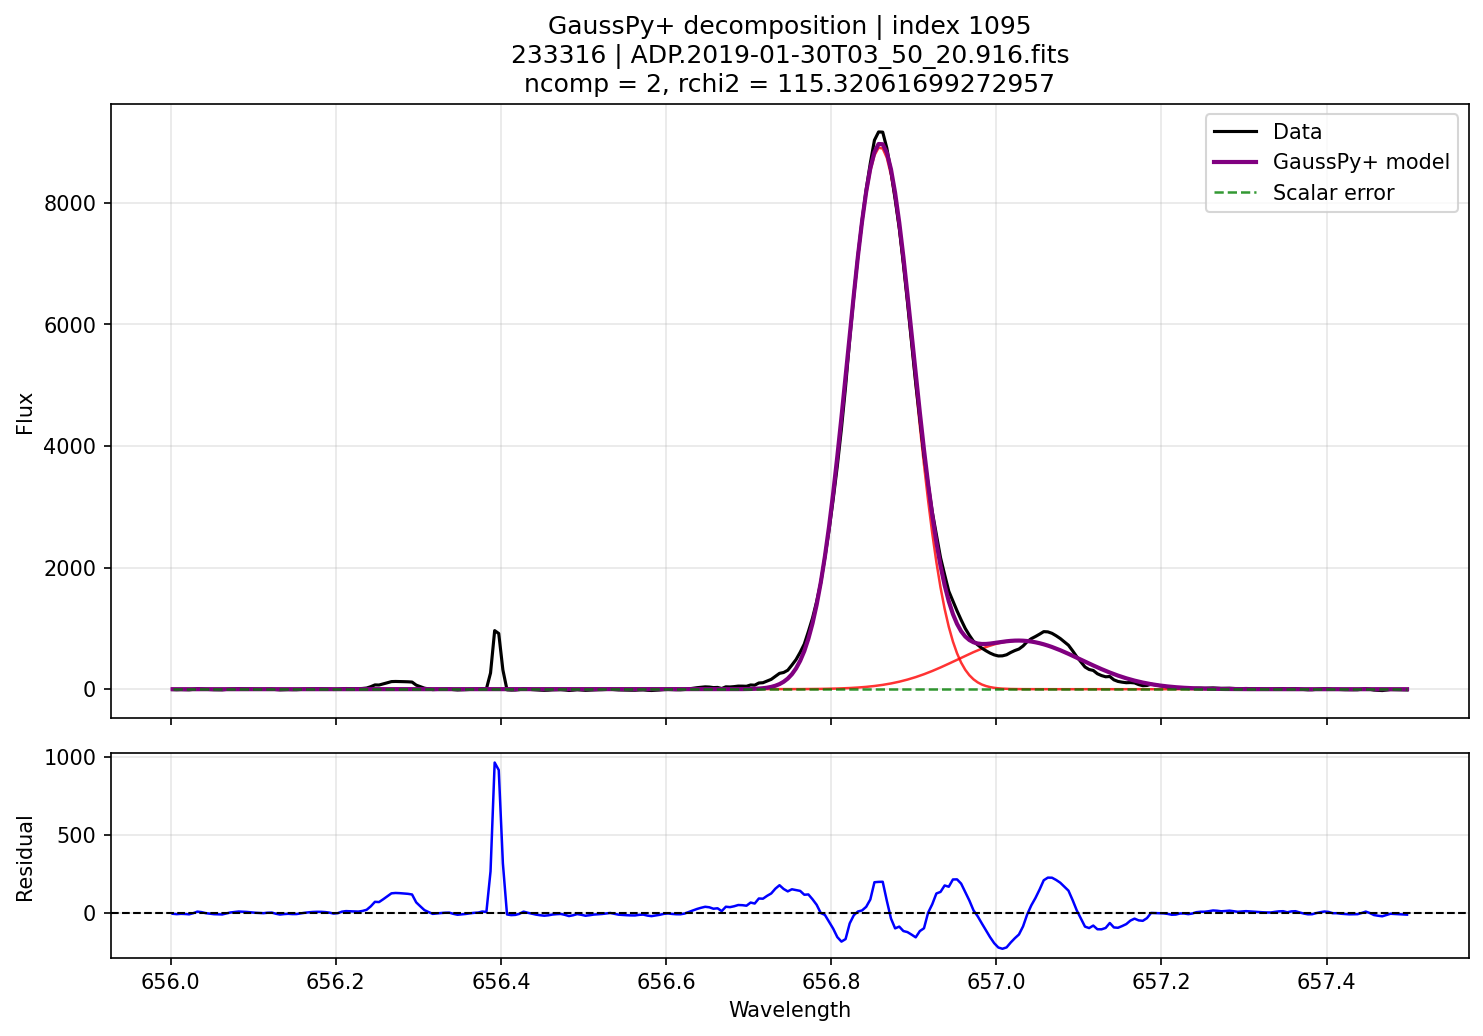 GaussPy+ decomposition | index 1095
233316 | ADP.2019-01-30T03_50_20.916.fits
ncomp = 2, rchi2 = 115.32061699272957
Data
GaussPy+ model
Scalar error
Flux
8000
6000
4000
2000
0
Residual
1000
500
0
656.0 656.2 656.4 656.6 656.8 657.0 657.2 657.4
Wavelength